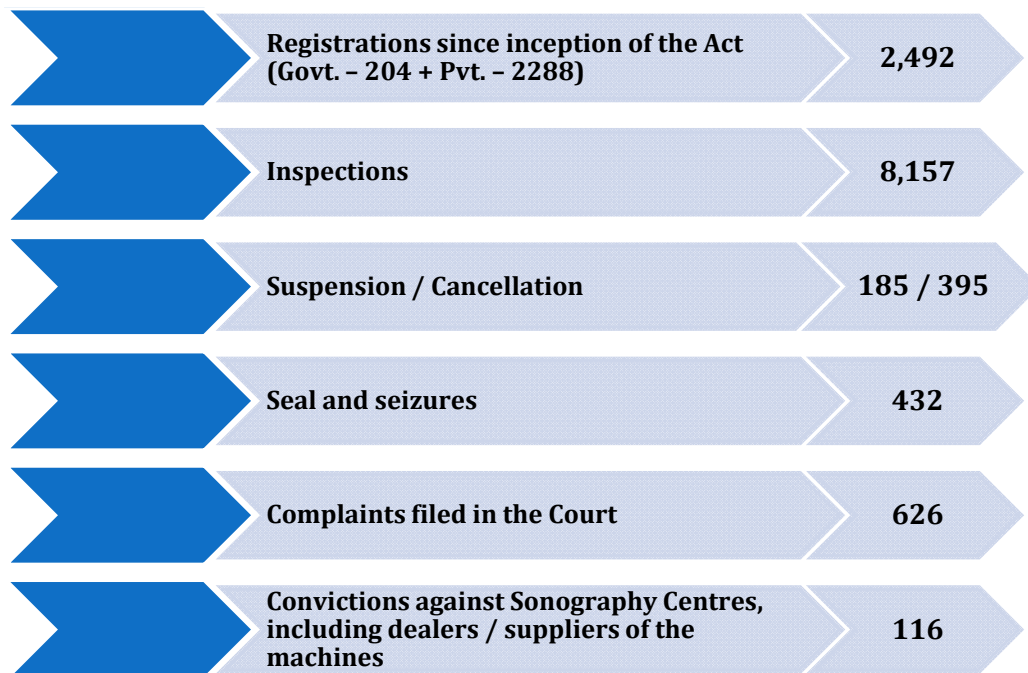 Registrations since inception of the Act
(Govt. – 204 + Pvt. – 2288)
2,492
Inspections
8,157
Suspension / Cancellation
185 / 395
Seal and seizures
432
Complaints filed in the Court
626
Convictions against Sonography Centres,
including dealers / suppliers of the
machines
116